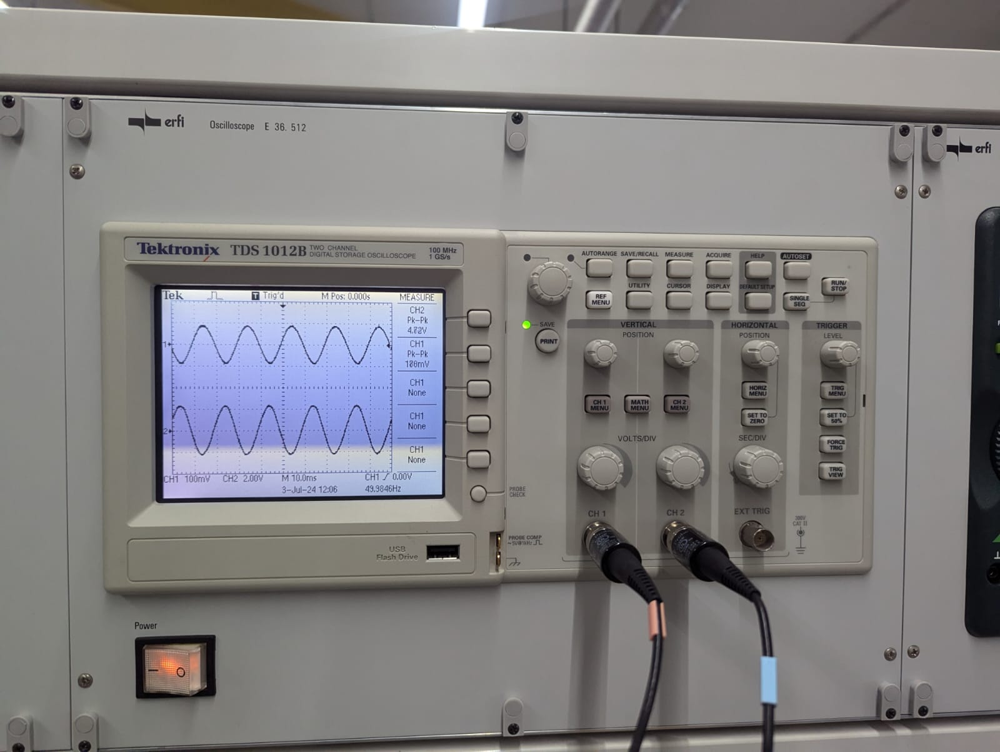 erfi Oscilloscope E 36. 512
erfi
Tektronix TDS 1012B TWO CHANNEL DIGITAL STORAGE OSCILLOSCOPE 100 MHz 1 GS/s
Tek T Trig'd M Pos: 0.000s MEASURE
CH2
Pk-Pk
CH1
Pk-Pk
CH1
None
CH1
None
CH1
None
1
2
CH1 100mV CH2 2.00V M 10.0ms CH1 0.00V
3-Jul-24 12:06 49.9846Hz
USB
Flash Drive
PROBE
CHECK
PROBE COMP
~5V@1kHz
AUTORANGE SAVE/RECALL MEASURE ACQUIRE HELP AUTOSET
REF
MENU
UTILITY CURSOR DISPLAY DEFAULT SETUP
SINGLE
SEQ
RUN/
STOP
SAVE
PRINT
VERTICAL
POSITION
CH 1
MENU
MATH
MENU
CH 2
MENU
VOLTS/DIV
CH 1
CH 2
HORIZONTAL
POSITION
HORIZ
MENU
SET TO
ZERO
SEC/DIV
EXT TRIG
TRIGGER
LEVEL
TRIG
MENU
SET TO
50%
FORCE
TRIG
TRIG
VIEW
300V
CAT II
Power